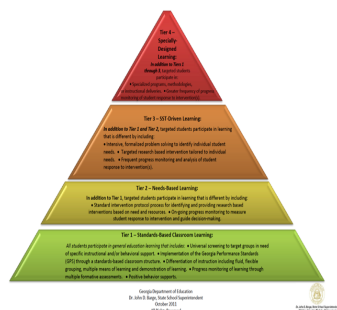 Tier 4 –
Specialty-
Designed
Learning:
In addition to Tiers 1
through 3, targeted students
participate in:
• Specialized programs, methodologies,
instructional deliveries. • Greater frequency of progress
monitoring of student response to intervention(s).
Tier 3 – SST-Driven Learning:
In addition to Tier 1 and Tier 2, targeted students participate in learning
that is different by including:
• Intensive, formalized problem solving to identify individual student
needs. • Targeted research based intervention tailored to individual
needs. • Frequent progress monitoring and analysis of student
response to intervention(s).
Tier 2 – Needs-Based Learning:
In addition to Tier 1, targeted students participate in learning that is different by including:
• Standard intervention protocol process for identifying and providing research based
interventions based on need and resources. • On-going progress monitoring to measure
student response to intervention and guide decision-making.
Tier 1 – Standards-Based Classroom Learning:
All students participate in general education learning that includes: • Universal screening to target groups in need
of specific instructional and/or behavioral support. • Implementation of the Georgia Performance Standards
(GPS) through a standards-based classroom structure. • Differentiation of instruction including fluid, flexible
grouping, multiple means of learning and demonstration of learning. • Progress monitoring of learning through
multiple formative assessments. • Positive behavior supports.
Georgia Department of Education
Dr. John D. Barge, State School Superintendent
October 2011